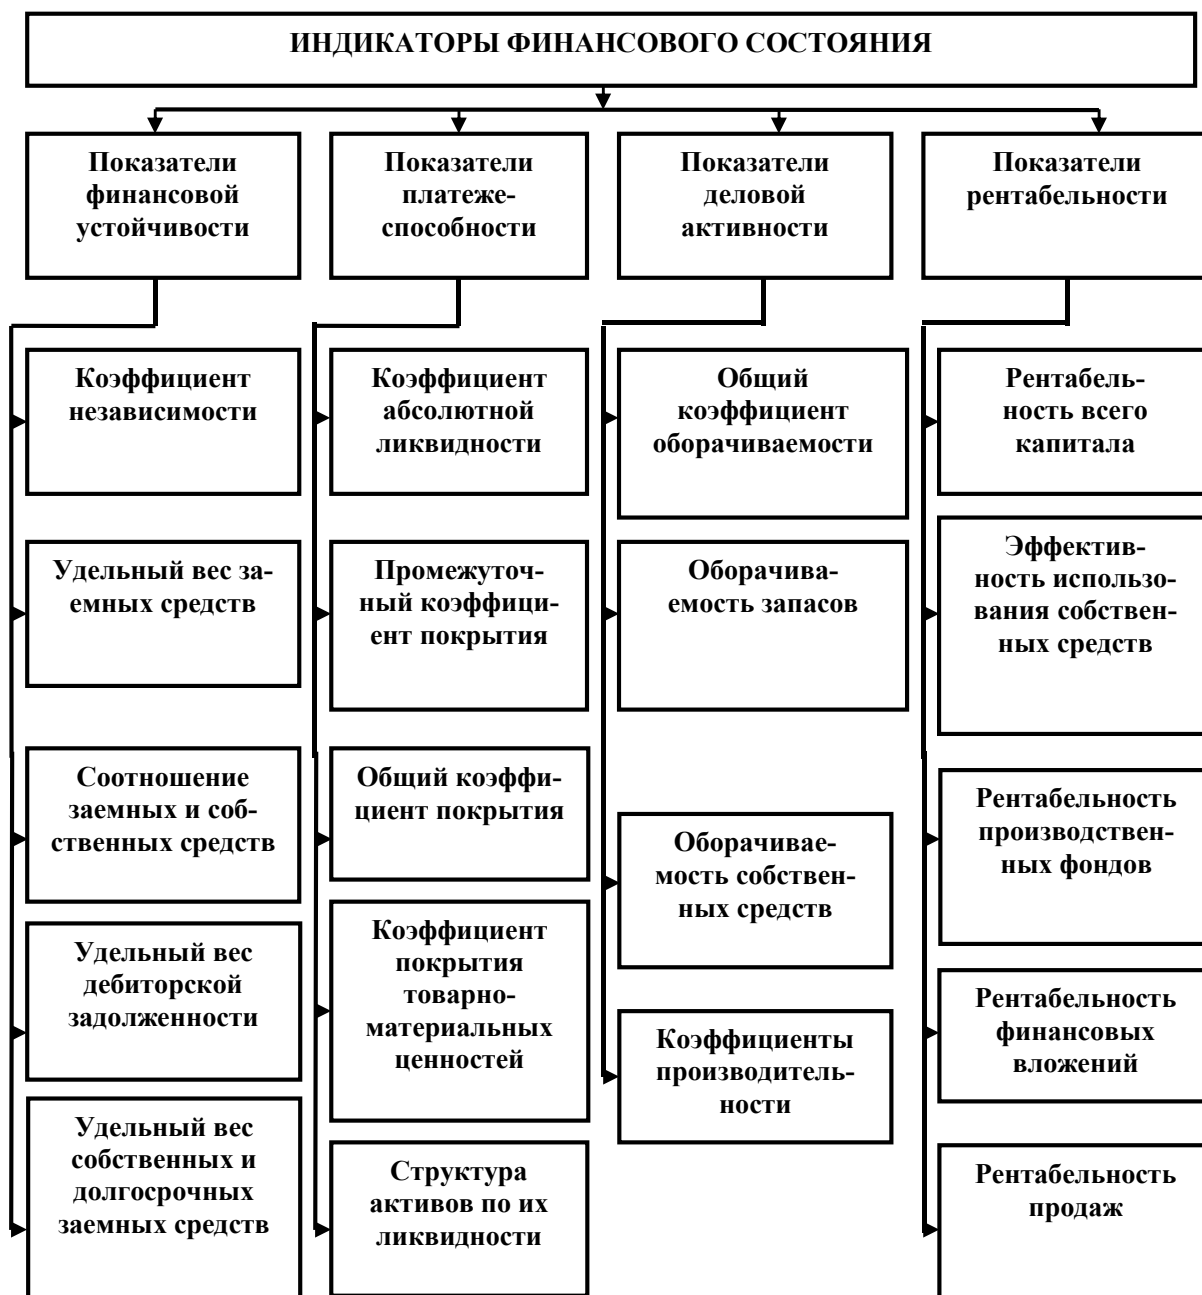 ИНДИКАТОРЫ ФИНАНСОВОГО СОСТОЯНИЯ
Показатели
финансовой
устойчивости
Показатели
платеже-
способности
Показатели
деловой
активности
Показатели
рентабельности
Коэффициент
независимости
Коэффициент
абсолютной
ликвидности
Общий
коэффициент
оборачиваемости
Рентабель-
ность всего
капитала
Удельный вес за-
емных средств
Промежуточ-
ный коэффици-
ент покрытия
Оборачива-
емость запасов
Эффектив-
ность использо-
вания собствен-
ных средств
Соотношение
заемных и соб-
ственных средств
Общий коэффи-
циент покрытия
Оборачивае-
мость собствен-
ных средств
Рентабельность
производствен-
ных фондов
Удельный вес
дебиторской
задолженности
Коэффициент
покрытия
товарно-
материальных
ценностей
Коэффициенты
производитель-
ности
Рентабельность
финансовых
вложений
Удельный вес
собственных и
долгосрочных
заемных средств
Структура
активов по их
ликвидности
Рентабельность
продаж